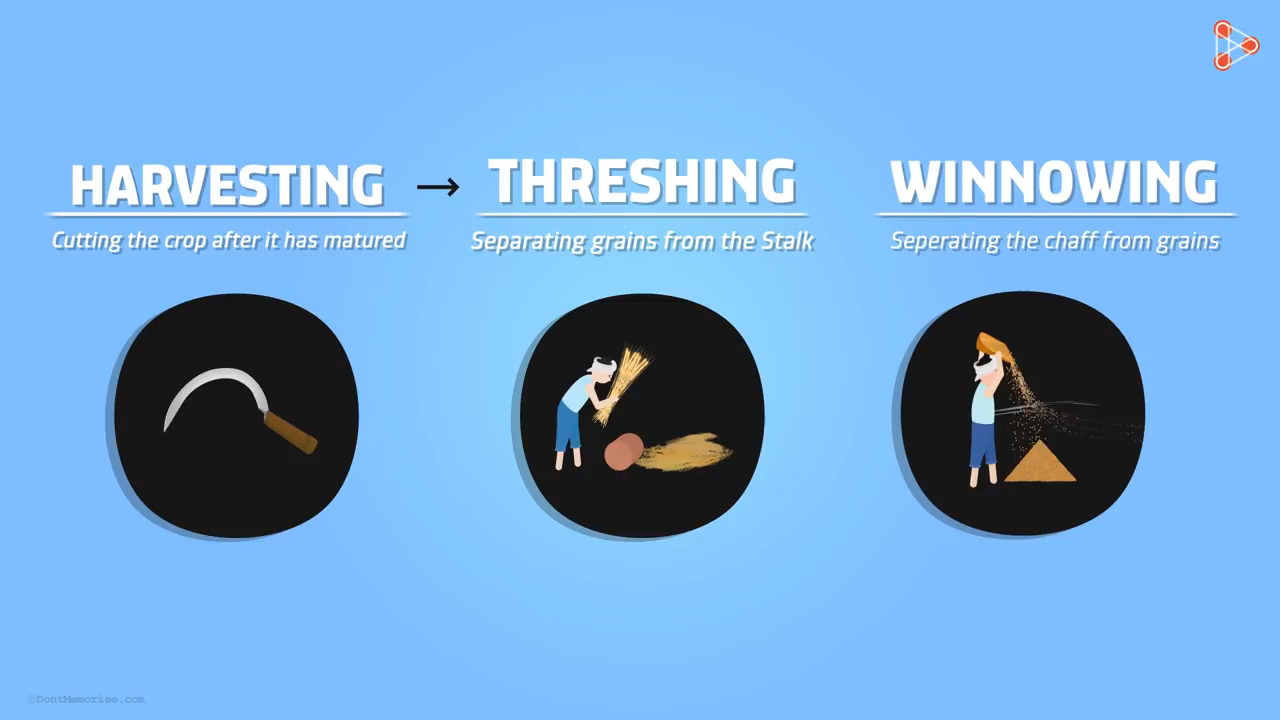 HARVESTING → THRESHING WINNOWING
Cutting the crop after it has matured Separating grains from the Stalk Seperating the chaff from grains
©DontMemorise.com